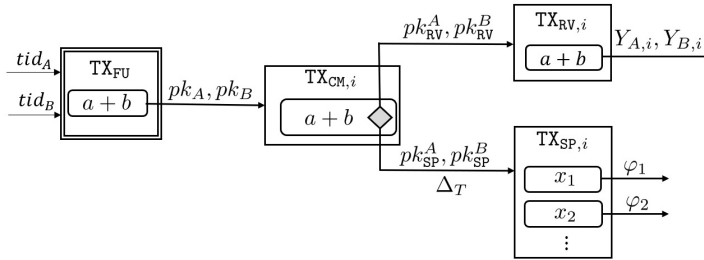 tid_A
tid_B
TX_FU
a + b
pk_A, pk_B
TX_CM,i
a + b
pk^A_RV, pk^B_RV
TX_RV,i
a + b
Y_A,i, Y_B,i
pk^A_SP, pk^B_SP
Δ_T
TX_SP,i
x_1
φ_1
x_2
φ_2
⋮